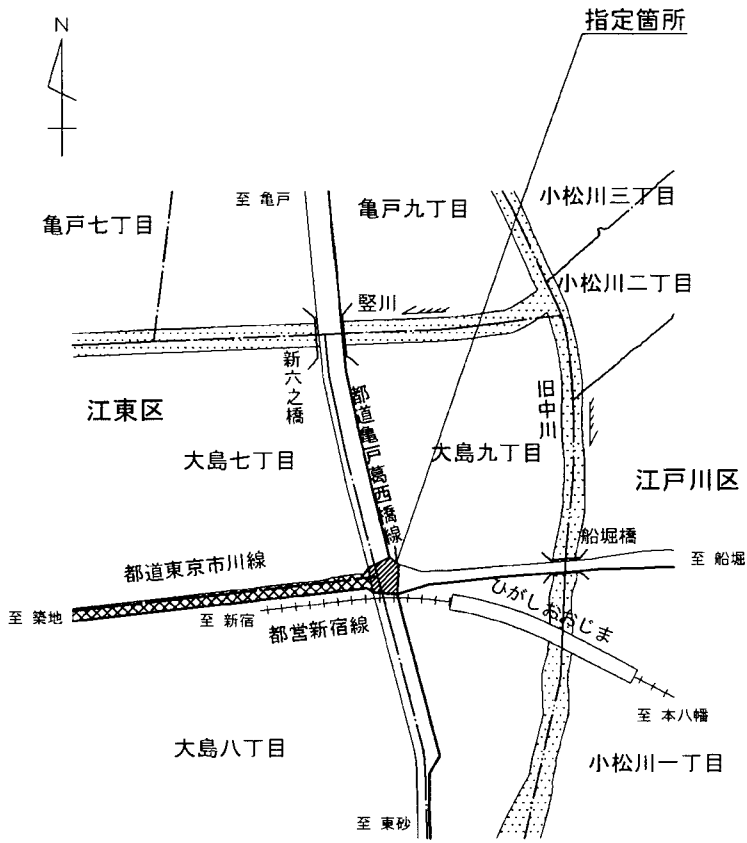 指定箇所
N
小松川三丁目
至 亀戸
亀戸九丁目
亀戸七丁目
小松川二丁目
竪川
新六之橋
旧中川
都道亀戸葛西橋線
江東区
大島七丁目
大島九丁目
江戸川区
船堀橋
至 船堀
都道東京市川線
ひがしおおじま
至 築地
至 新宿
都営新宿線
至 本八幡
大島八丁目
小松川一丁目
至 東砂